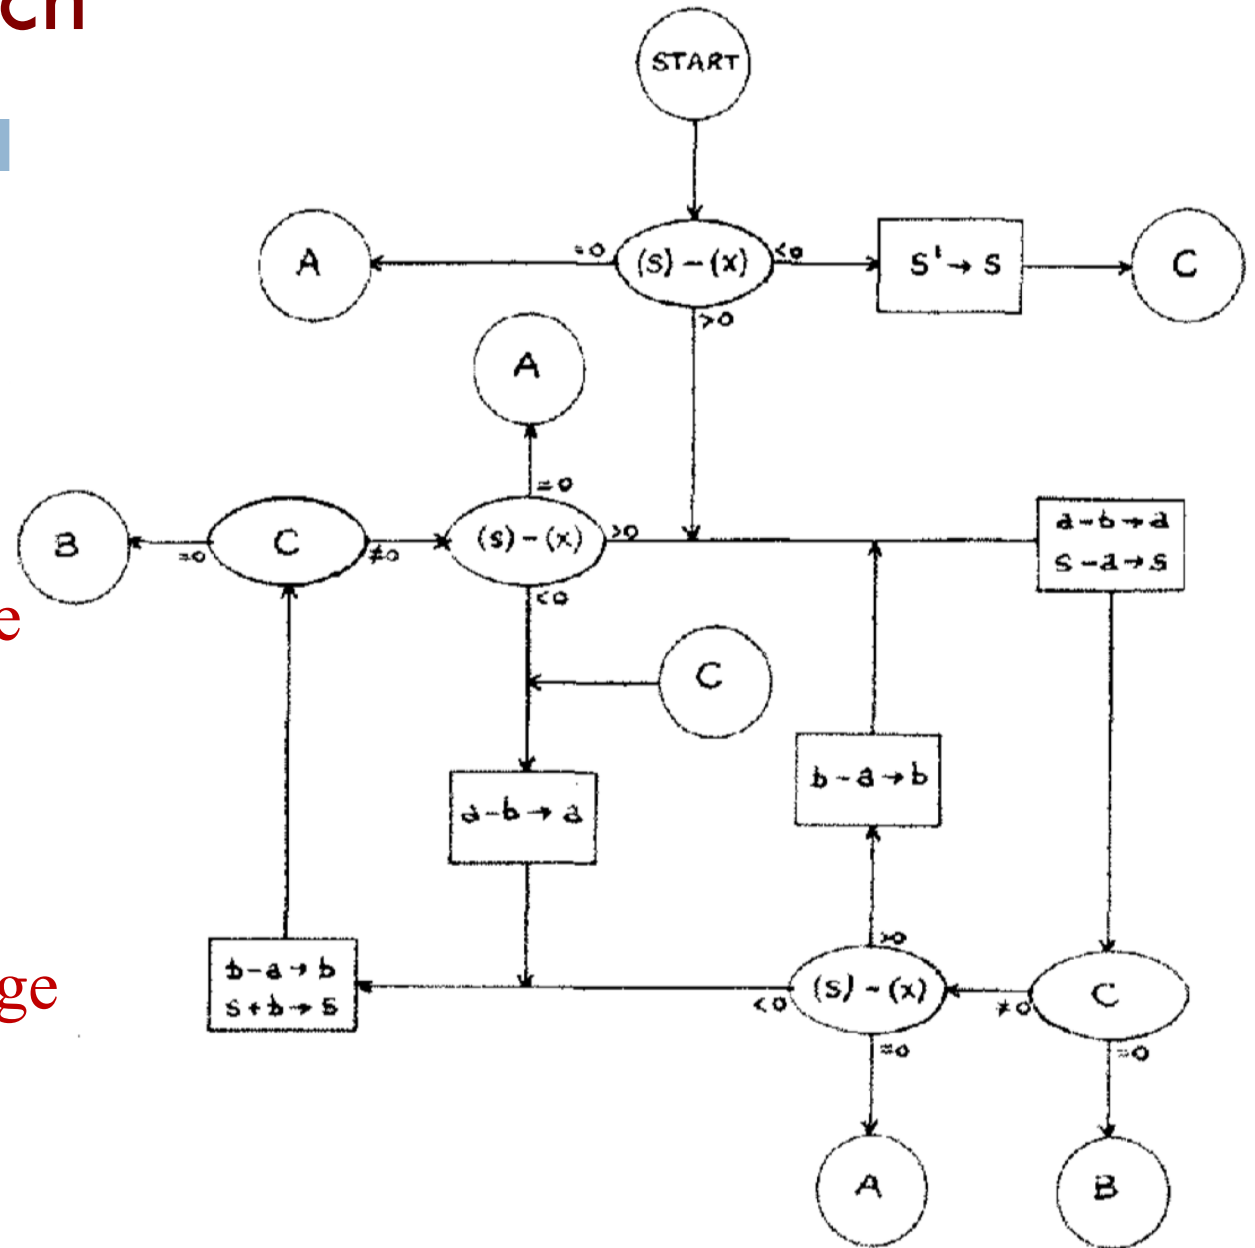 ch
START
A
=0
(s) - (x)
<0
S' → S
C
>0
A
=0
B
=0
C
≠0
(s) - (x)
>0
a - b → a
s - a → s
<0
e
C
b - a → b
a - b → a
>0
b - a → b
s + b → s
ge
<0
(s) - (x)
≠0
C
=0
=0
A
B